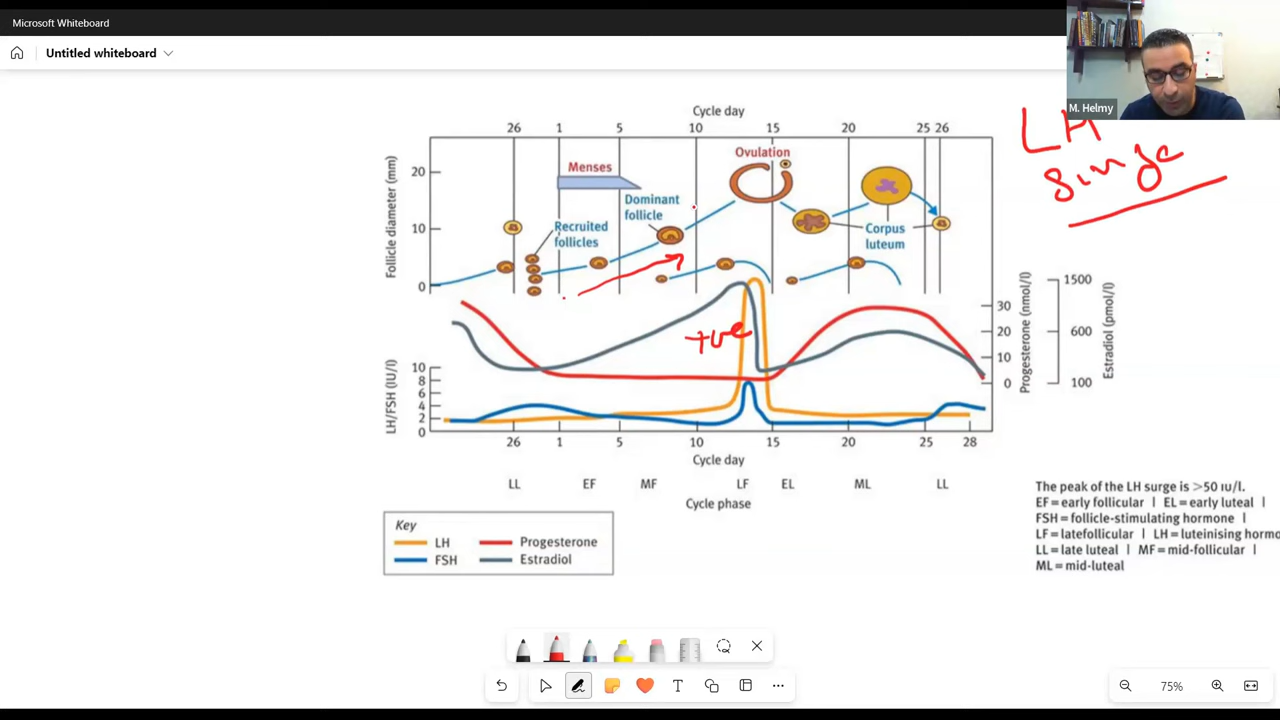 Microsoft Whiteboard
Untitled whiteboard
M. Helmy
LH
surge
Cycle day
26 1 5 10 15 20 25 26
Follicle diameter (mm)
20
10
0
Menses
Ovulation
Dominant
follicle
Recruited
follicles
Corpus
luteum
+ve
LH/FSH (IU/l)
10
8
6
4
2
0
30
20
10
0
Progesterone (nmol/l)
1500
600
100
Estradiol (pmol/l)
26 1 5 10 15 20 25 28
Cycle day
LL EF MF LF EL ML LL
Cycle phase
Key
LH Progesterone
FSH Estradiol
The peak of the LH surge is >50 IU/l.
EF = early follicular | EL = early luteal |
FSH = follicle-stimulating hormone |
LF = latefollicular | LH = luteinising hormo
LL = late luteal | MF = mid-follicular |
ML = mid-luteal
T
75%